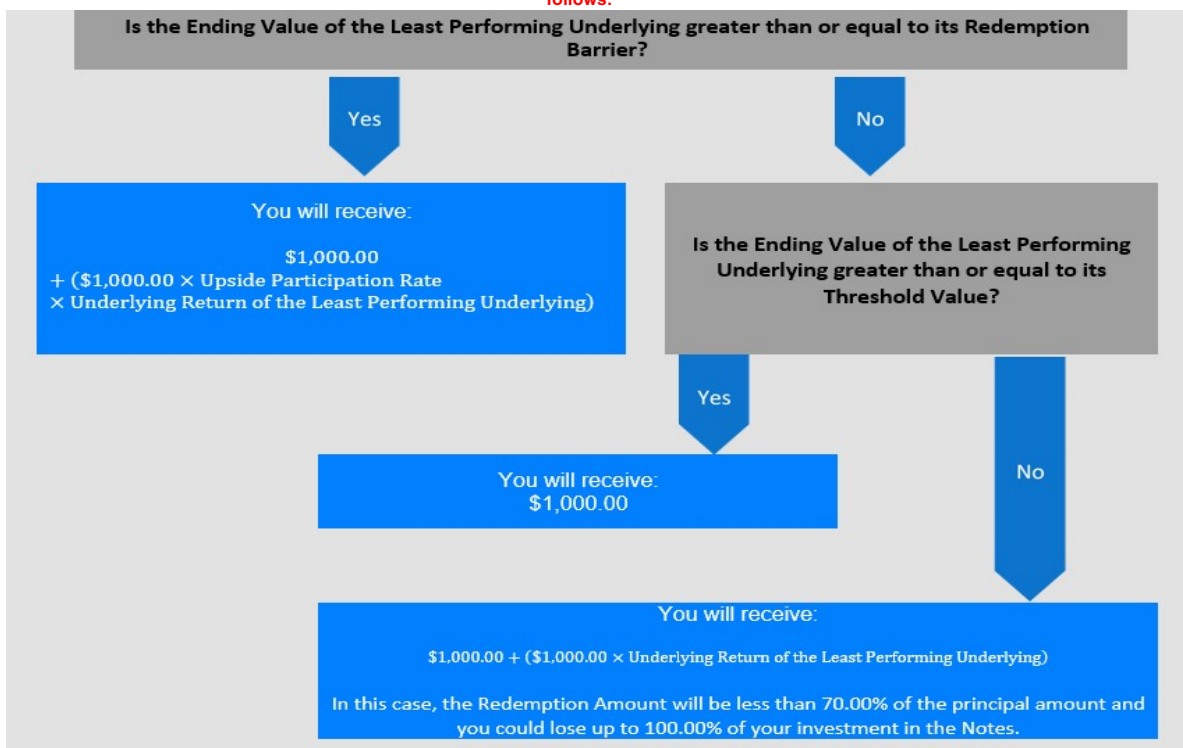 follows:
Is the Ending Value of the Least Performing Underlying greater than or equal to its Redemption
Barrier?
Yes
No
You will receive:
$1,000.00
+ ($1,000.00 × Upside Participation Rate
× Underlying Return of the Least Performing Underlying)
Is the Ending Value of the Least Performing
Underlying greater than or equal to its
Threshold Value?
Yes
No
You will receive:
$1,000.00
You will receive:
$1,000.00 + ($1,000.00 × Underlying Return of the Least Performing Underlying)
In this case, the Redemption Amount will be less than 70.00% of the principal amount and
you could lose up to 100.00% of your investment in the Notes.